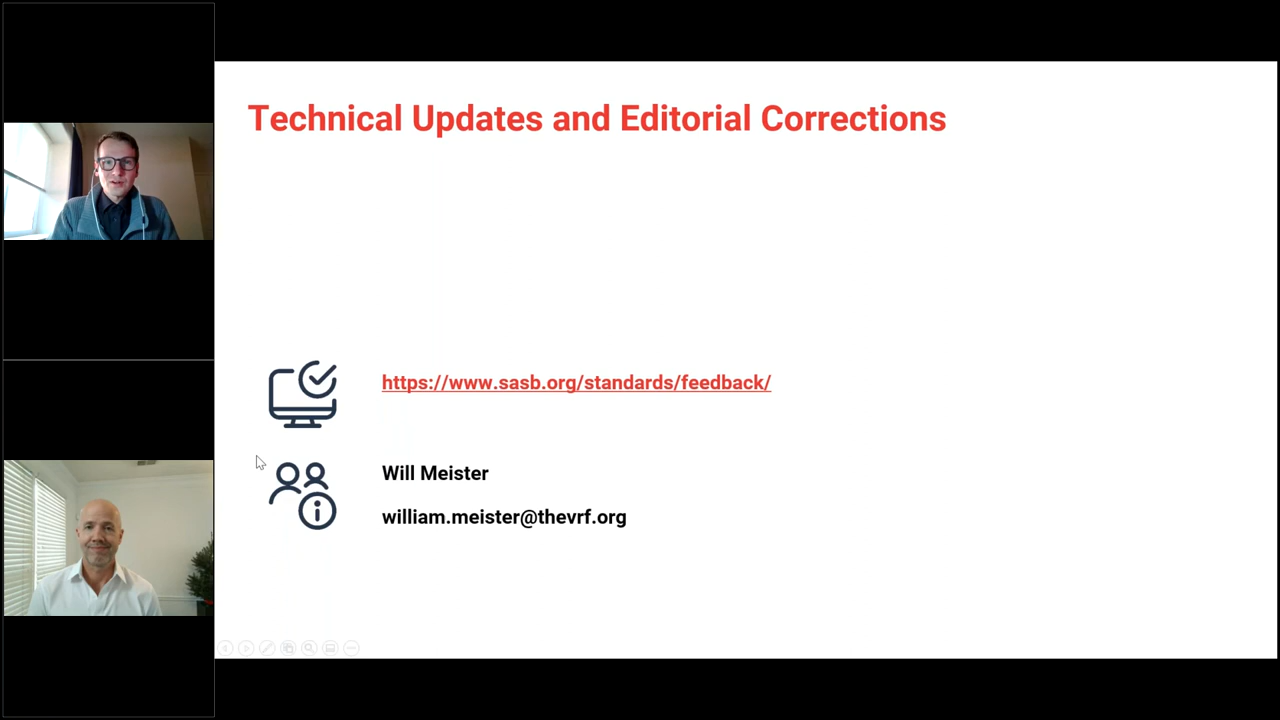 Technical Updates and Editorial Corrections
https://www.sasb.org/standards/feedback/
Will Meister
william.meister@thevrf.org